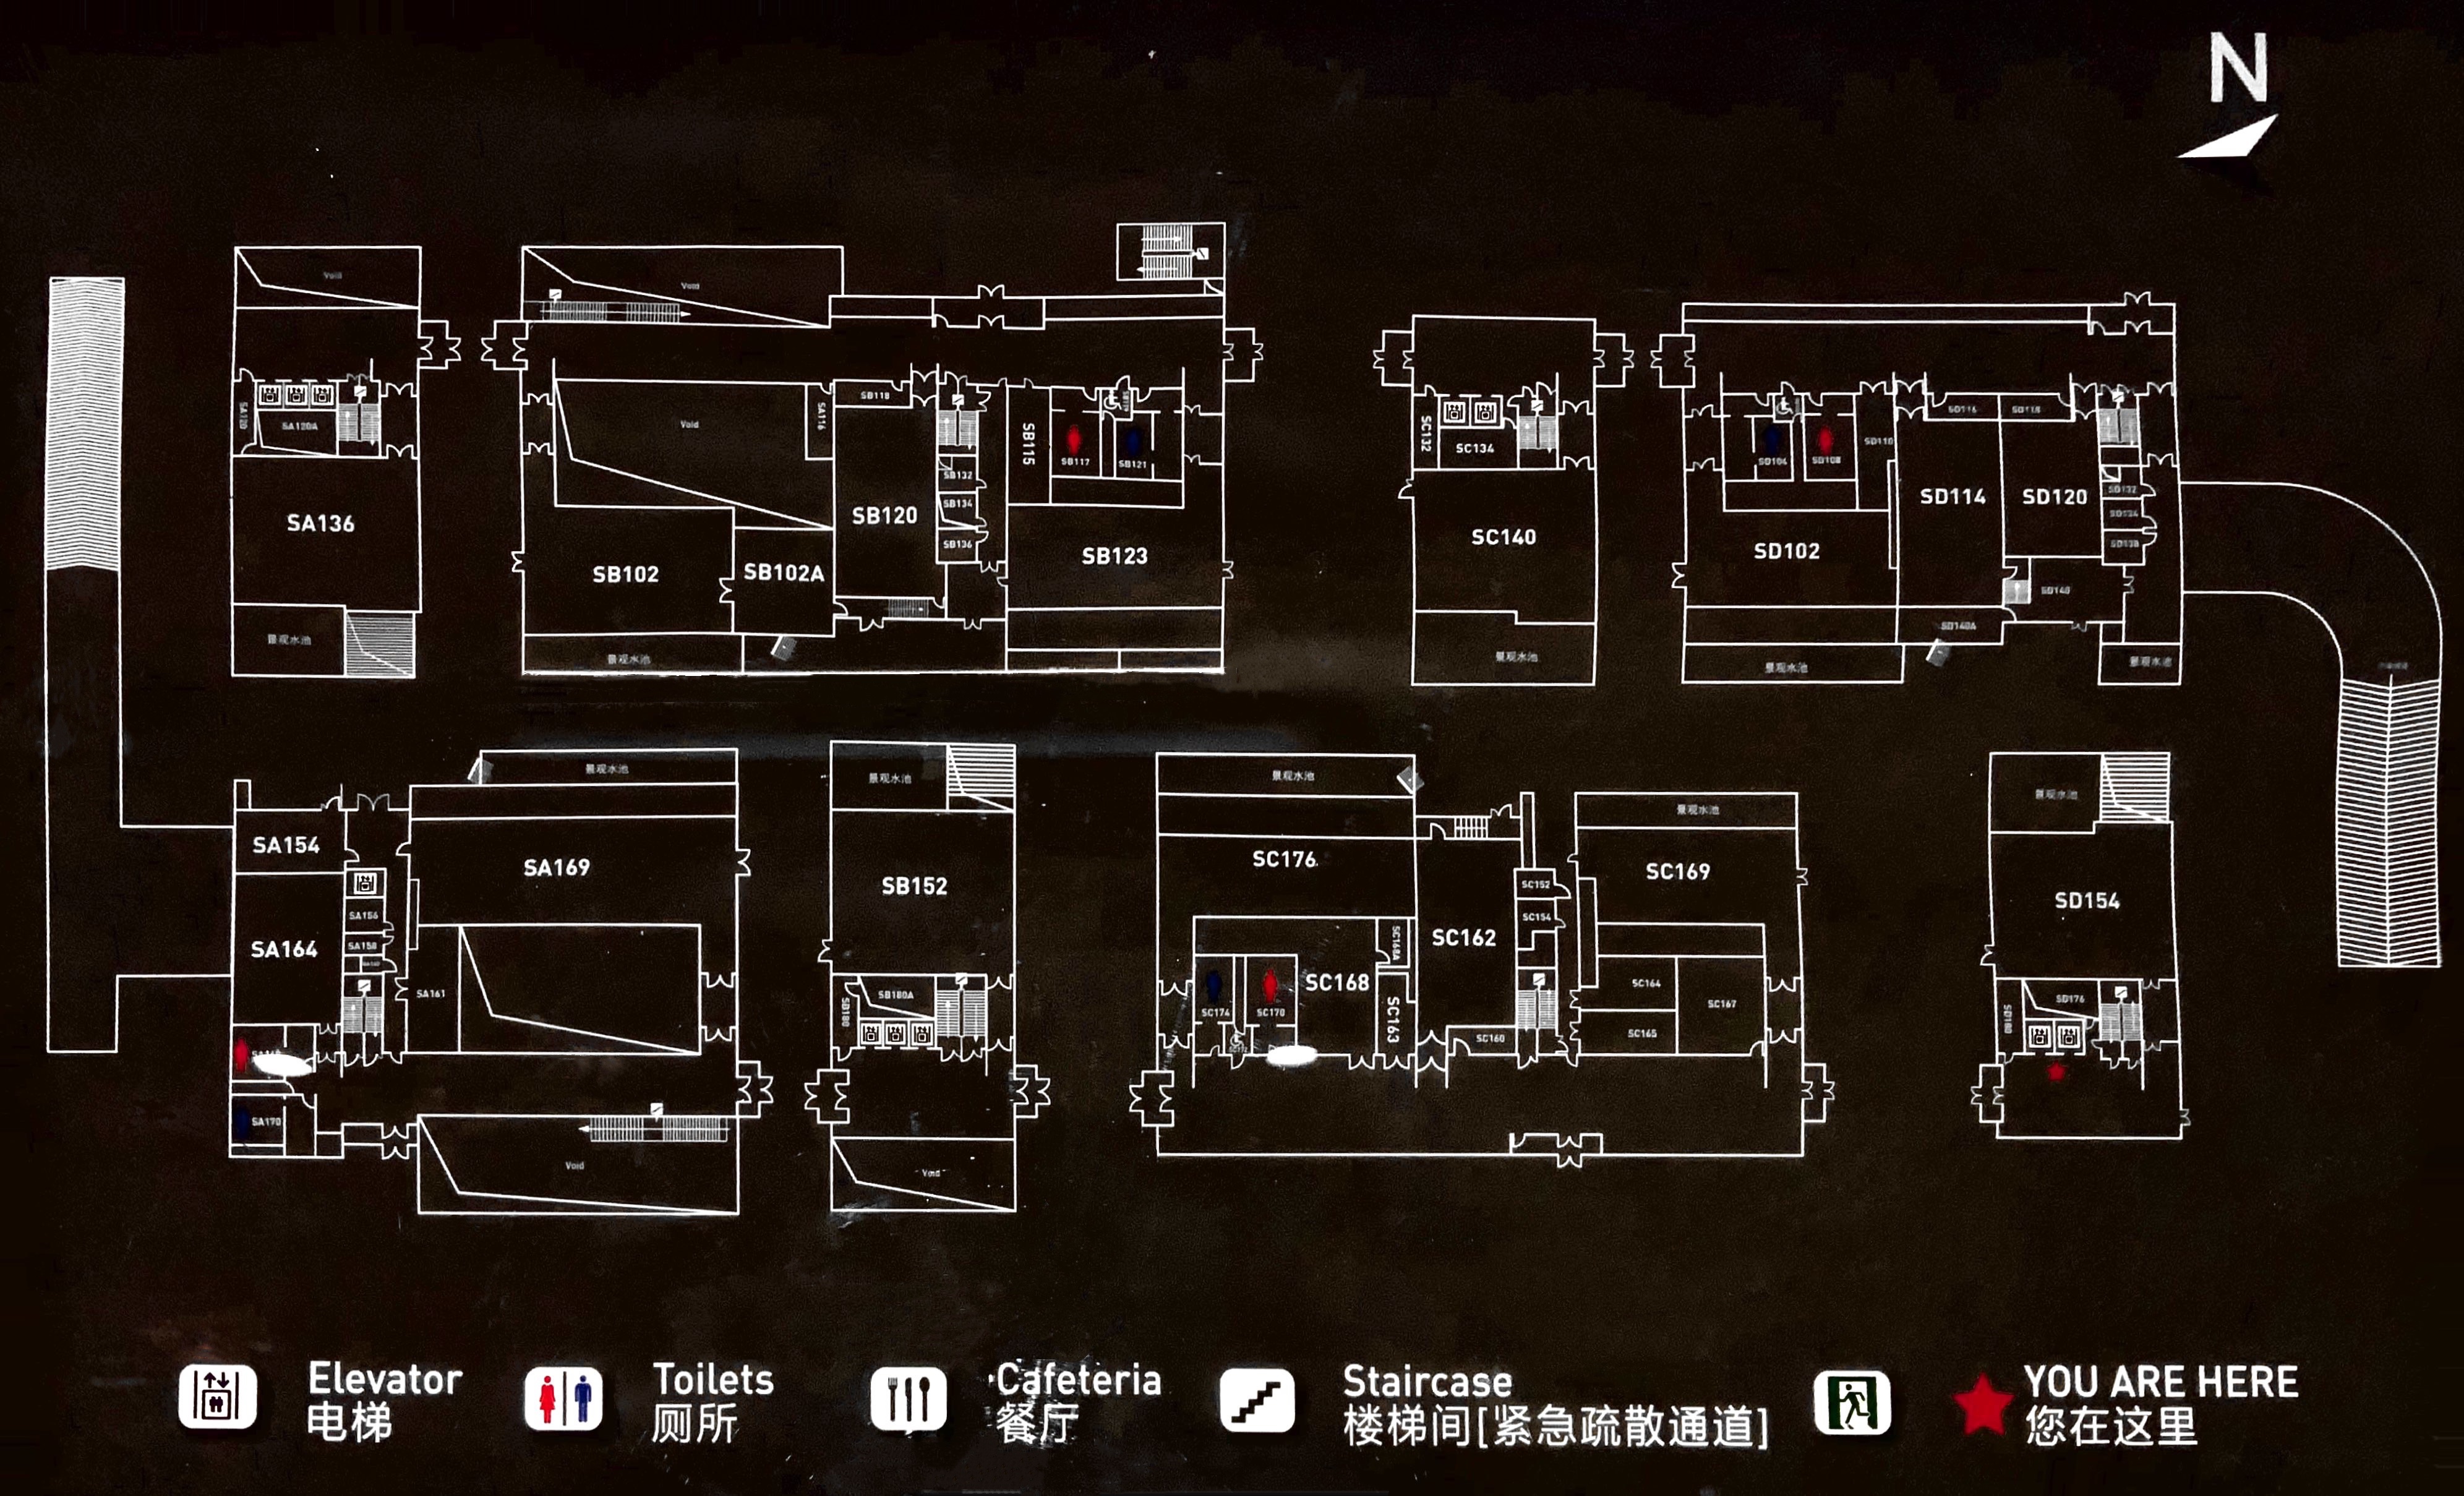 N
Void
Void
SA120
SA120A
Void
SA116
SB118
SB115
SB117
SB121
SB132
SB134
SB136
SA136
SB102
SB102A
SB120
SB123
SC132
SC134
SC140
SD104
SD108
SD110
SD116
SD118
SD114
SD120
SD102
SD132
SD134
SD138
SD140
SD140A
景观水池
景观水池
景观水池
景观水池
景观水池
景观水池
景观水池
景观水池
景观水池
景观水池
SA154
SA169
SA156
SA158
SA164
SA161
SA170
Void
SB152
SB180
SB180A
Void
SC176
SC152
SC154
SC162
SC168A
SC168
SC163
SC174
SC170
SC172
SC160
SC169
SC164
SC167
SC165
SD154
SD176
SD180
Elevator
电梯
Toilets
厕所
Cafeteria
餐厅
Staircase
楼梯间[紧急疏散通道]
YOU ARE HERE
您在这里